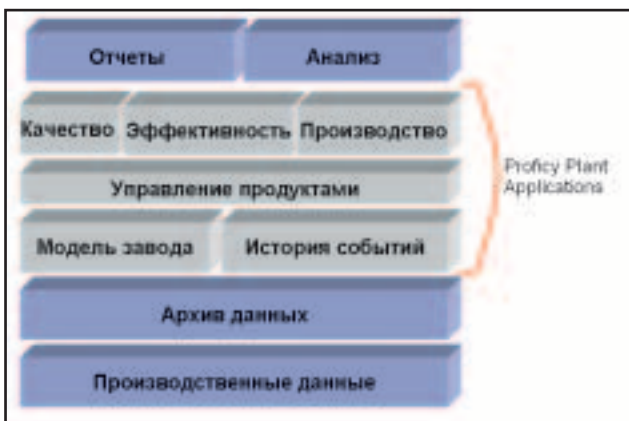 Отчеты Анализ
Качество Эффективность Производство
Proficy Plant
Applications
Управление продуктами
Модель завода История событий
Архив данных
Производственные данные